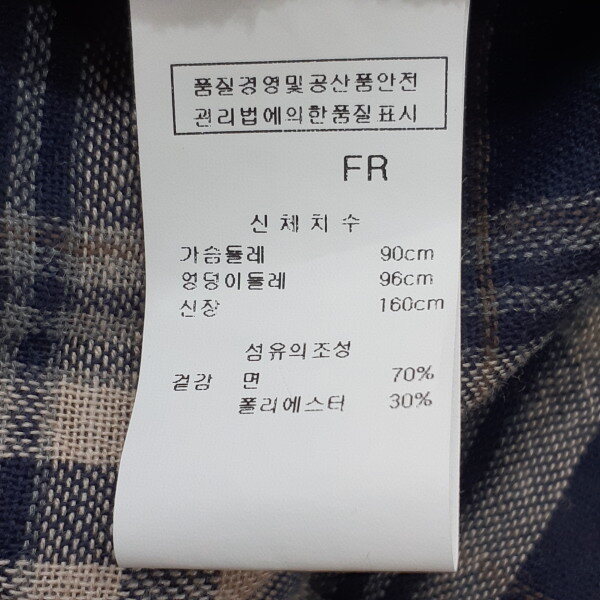 품질경영및공산품안전
관리법에의한품질표시
FR
신체치수
가슴둘레 90cm
엉덩이둘레 96cm
신장 160cm
섬유의조성
겉감 면 70%
폴리에스터 30%